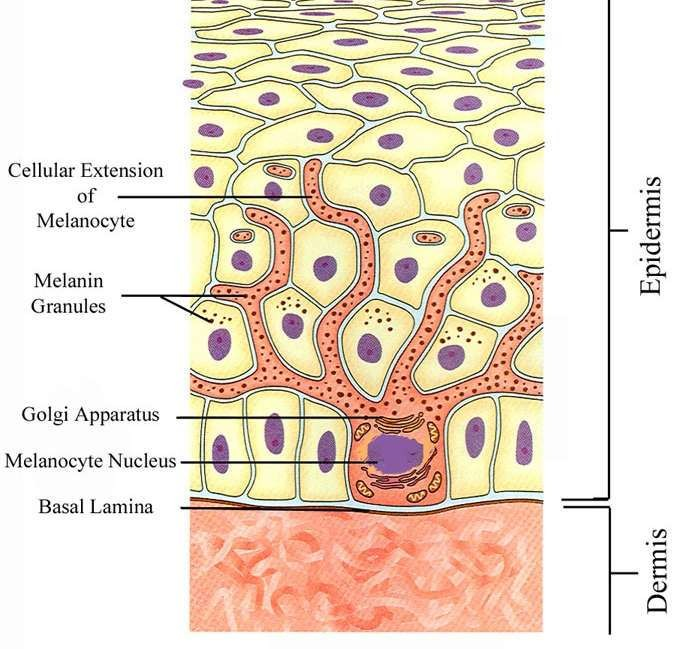 Cellular Extension
of
Melanocyte
Melanin
Granules
Golgi Apparatus
Melanocyte Nucleus
Basal Lamina
Epidermis
Dermis